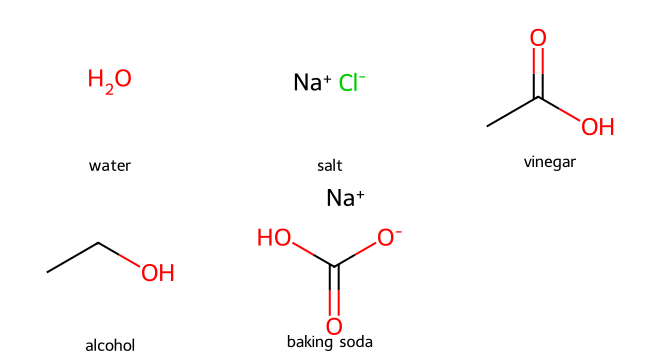 H₂O
water
Na⁺ Cl⁻
salt
O
OH
vinegar
OH
alcohol
Na⁺
HO
O⁻
O
baking soda